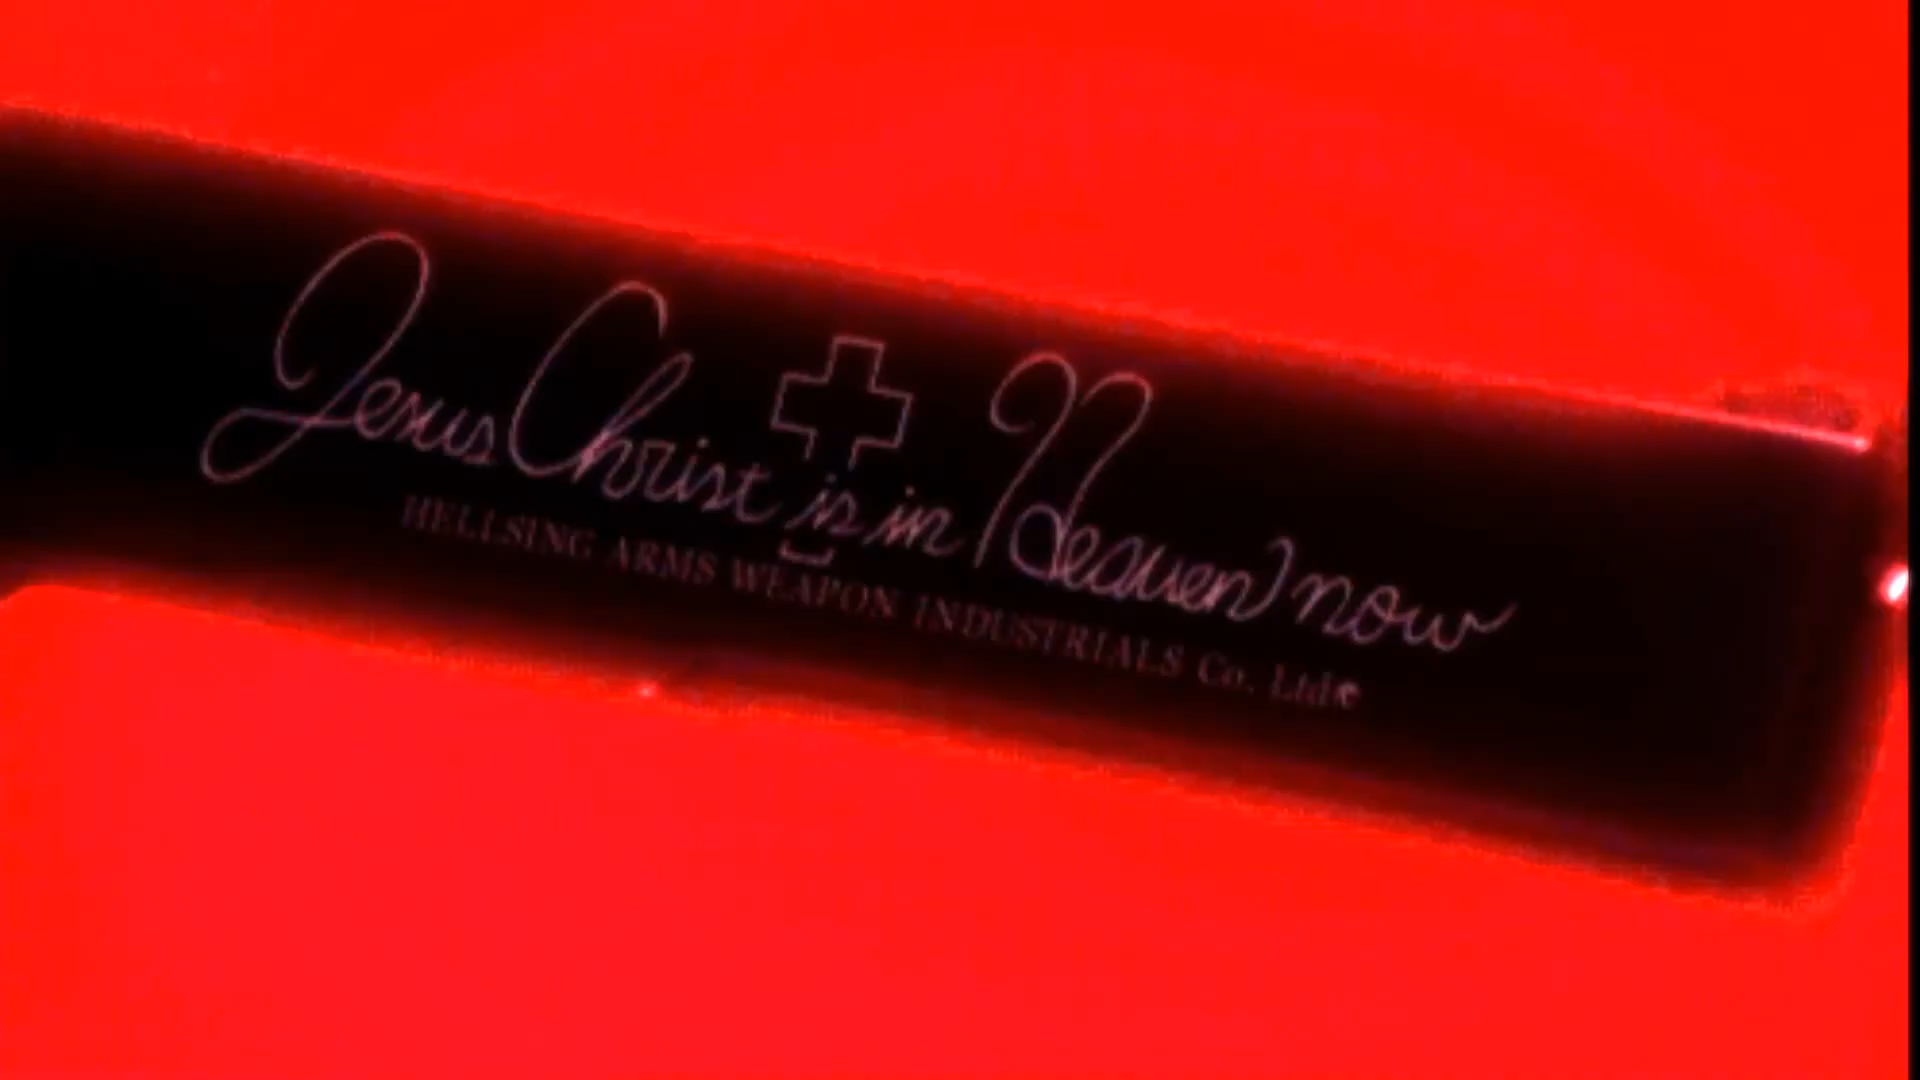 Jesus Christ is in Heaven now
HELLSING ARMS WEAPON INDUSTRIALS Co. Ltd.